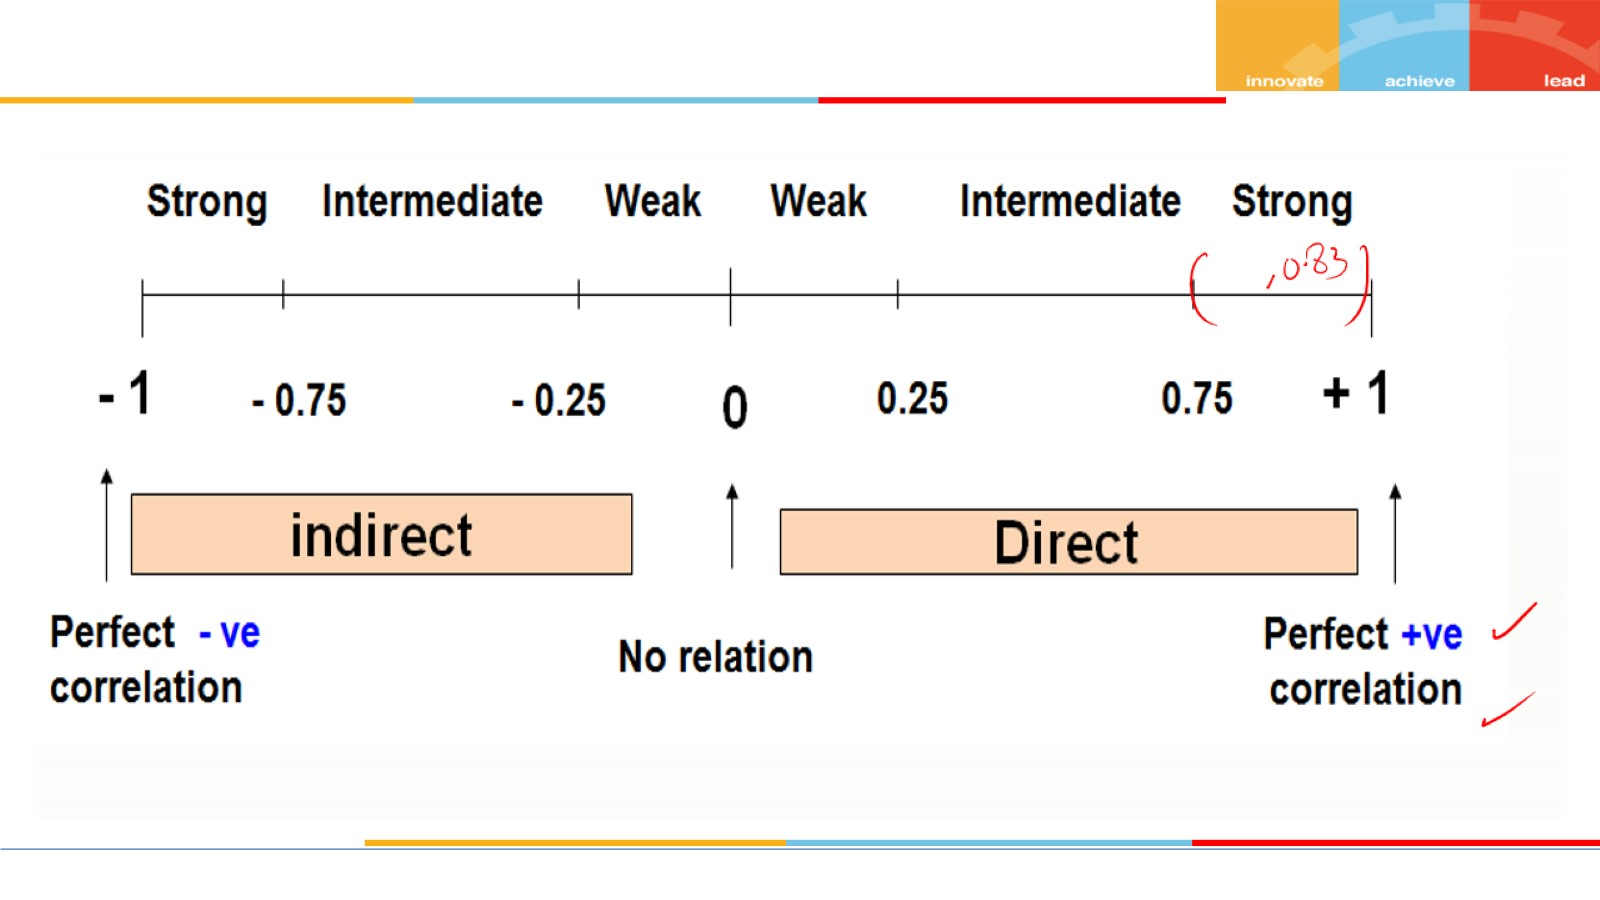 innovate achieve lead
Strong Intermediate Weak Weak Intermediate Strong
, 0.83
- 1 - 0.75 - 0.25 0 0.25 0.75 + 1
indirect Direct
Perfect - ve
correlation
No relation
Perfect +ve
correlation